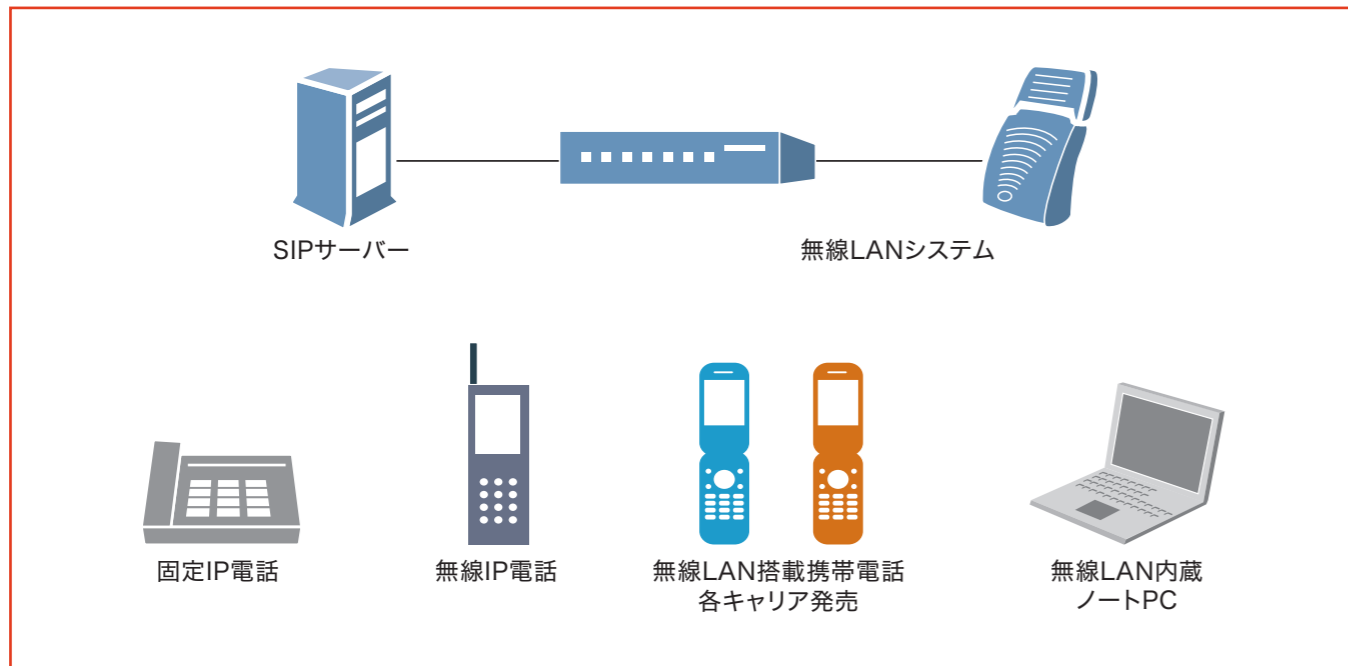 SIPサーバー
無線LANシステム
固定IP電話
無線IP電話
無線LAN搭載携帯電話
各キャリア発売
無線LAN内蔵
ノートPC